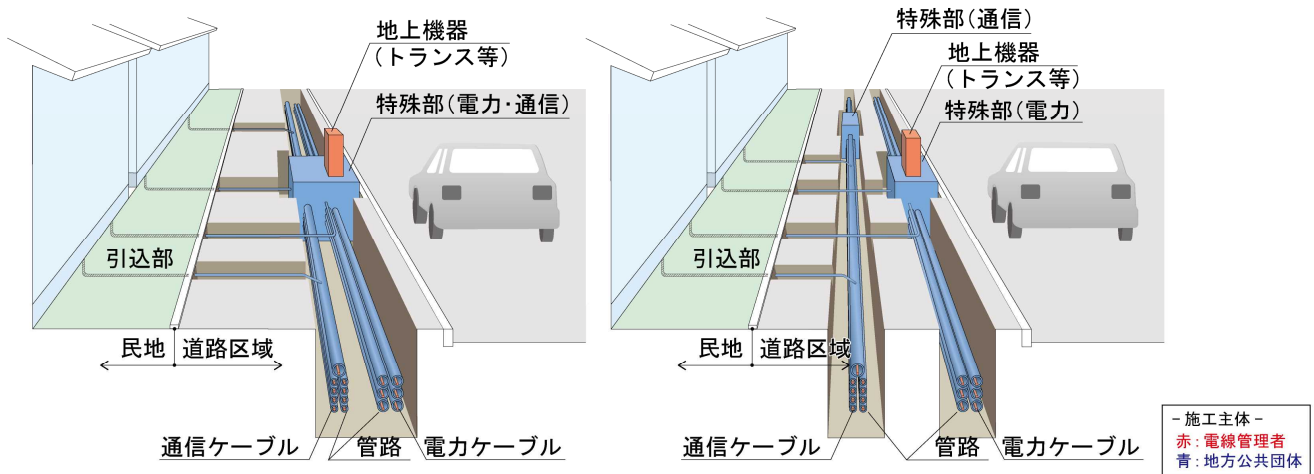 地上機器
(トランス等)
特殊部(電力・通信)
引込部
民地 道路区域
通信ケーブル 管路 電力ケーブル
特殊部(通信)
地上機器
(トランス等)
特殊部(電力)
引込部
民地 道路区域
通信ケーブル 管路 電力ケーブル
- 施工主体 -
赤:電線管理者
青:地方公共団体